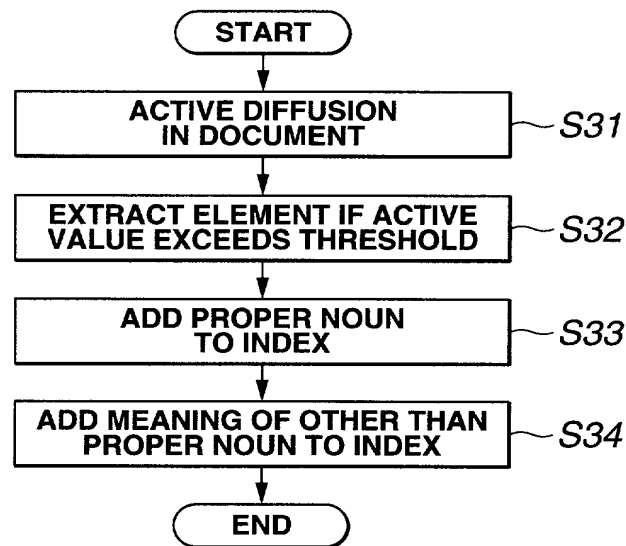 START
ACTIVE DIFFUSION
IN DOCUMENT
S31
EXTRACT ELEMENT IF ACTIVE
VALUE EXCEEDS THRESHOLD
S32
ADD PROPER NOUN
TO INDEX
S33
ADD MEANING OF OTHER THAN
PROPER NOUN TO INDEX
S34
END